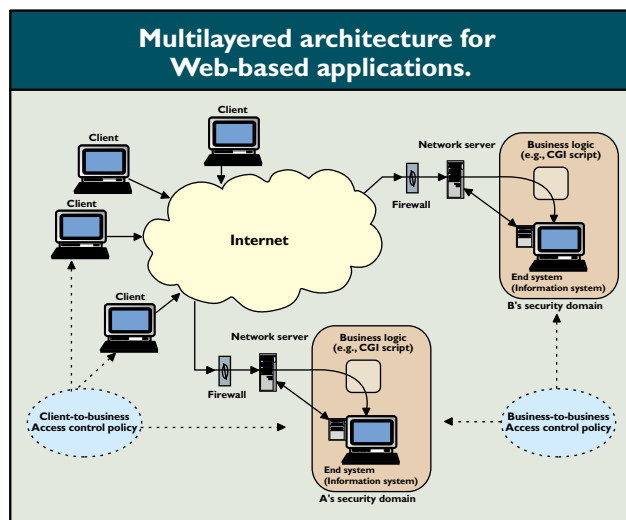 Multilayered architecture for
Web-based applications.
Client
Client
Client
Client
Internet
Firewall
Network server
Business logic
(e.g., CGI script)
End system
(Information system)
B's security domain
Network server
Firewall
Business logic
(e.g., CGI script)
End system
(Information system)
A's security domain
Client-to-business
Access control policy
Business-to-business
Access control policy